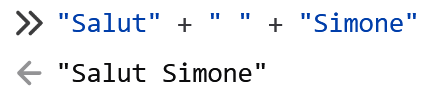 >> "Salut" + " " + "Simone"
← "Salut Simone"